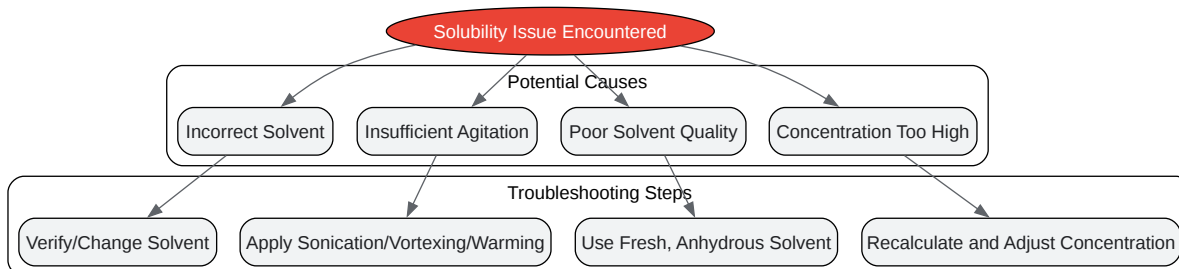 Solubility Issue Encountered
Potential Causes
Incorrect Solvent
Insufficient Agitation
Poor Solvent Quality
Concentration Too High
Troubleshooting Steps
Verify/Change Solvent
Apply Sonication/Vortexing/Warming
Use Fresh, Anhydrous Solvent
Recalculate and Adjust Concentration